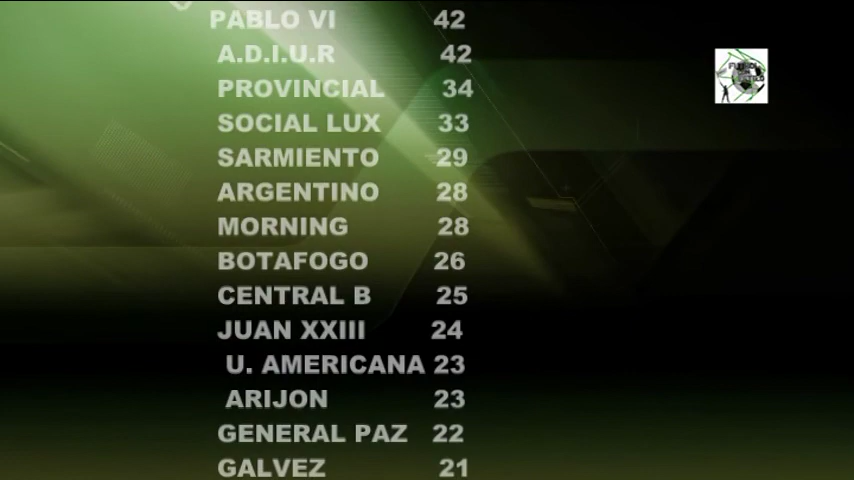 PABLO VI 42
A.D.I.U.R 42
PROVINCIAL 34
SOCIAL LUX 33
SARMIENTO 29
ARGENTINO 28
MORNING 28
BOTAFOGO 26
CENTRAL B 25
JUAN XXIII 24
U. AMERICANA 23
ARIJON 23
GENERAL PAZ 22
GALVEZ 21